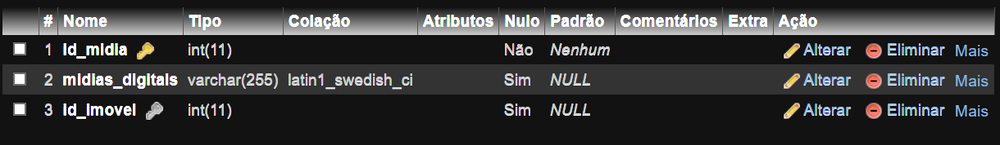 # Nome Tipo Colação Atributos Nulo Padrão Comentários Extra Ação
1 id_midia int(11) Não Nenhum Alterar Eliminar Mais
2 midias_digitais varchar(255) latin1_swedish_ci Sim NULL Alterar Eliminar Mais
3 id_imovel int(11) Sim NULL Alterar Eliminar Mais